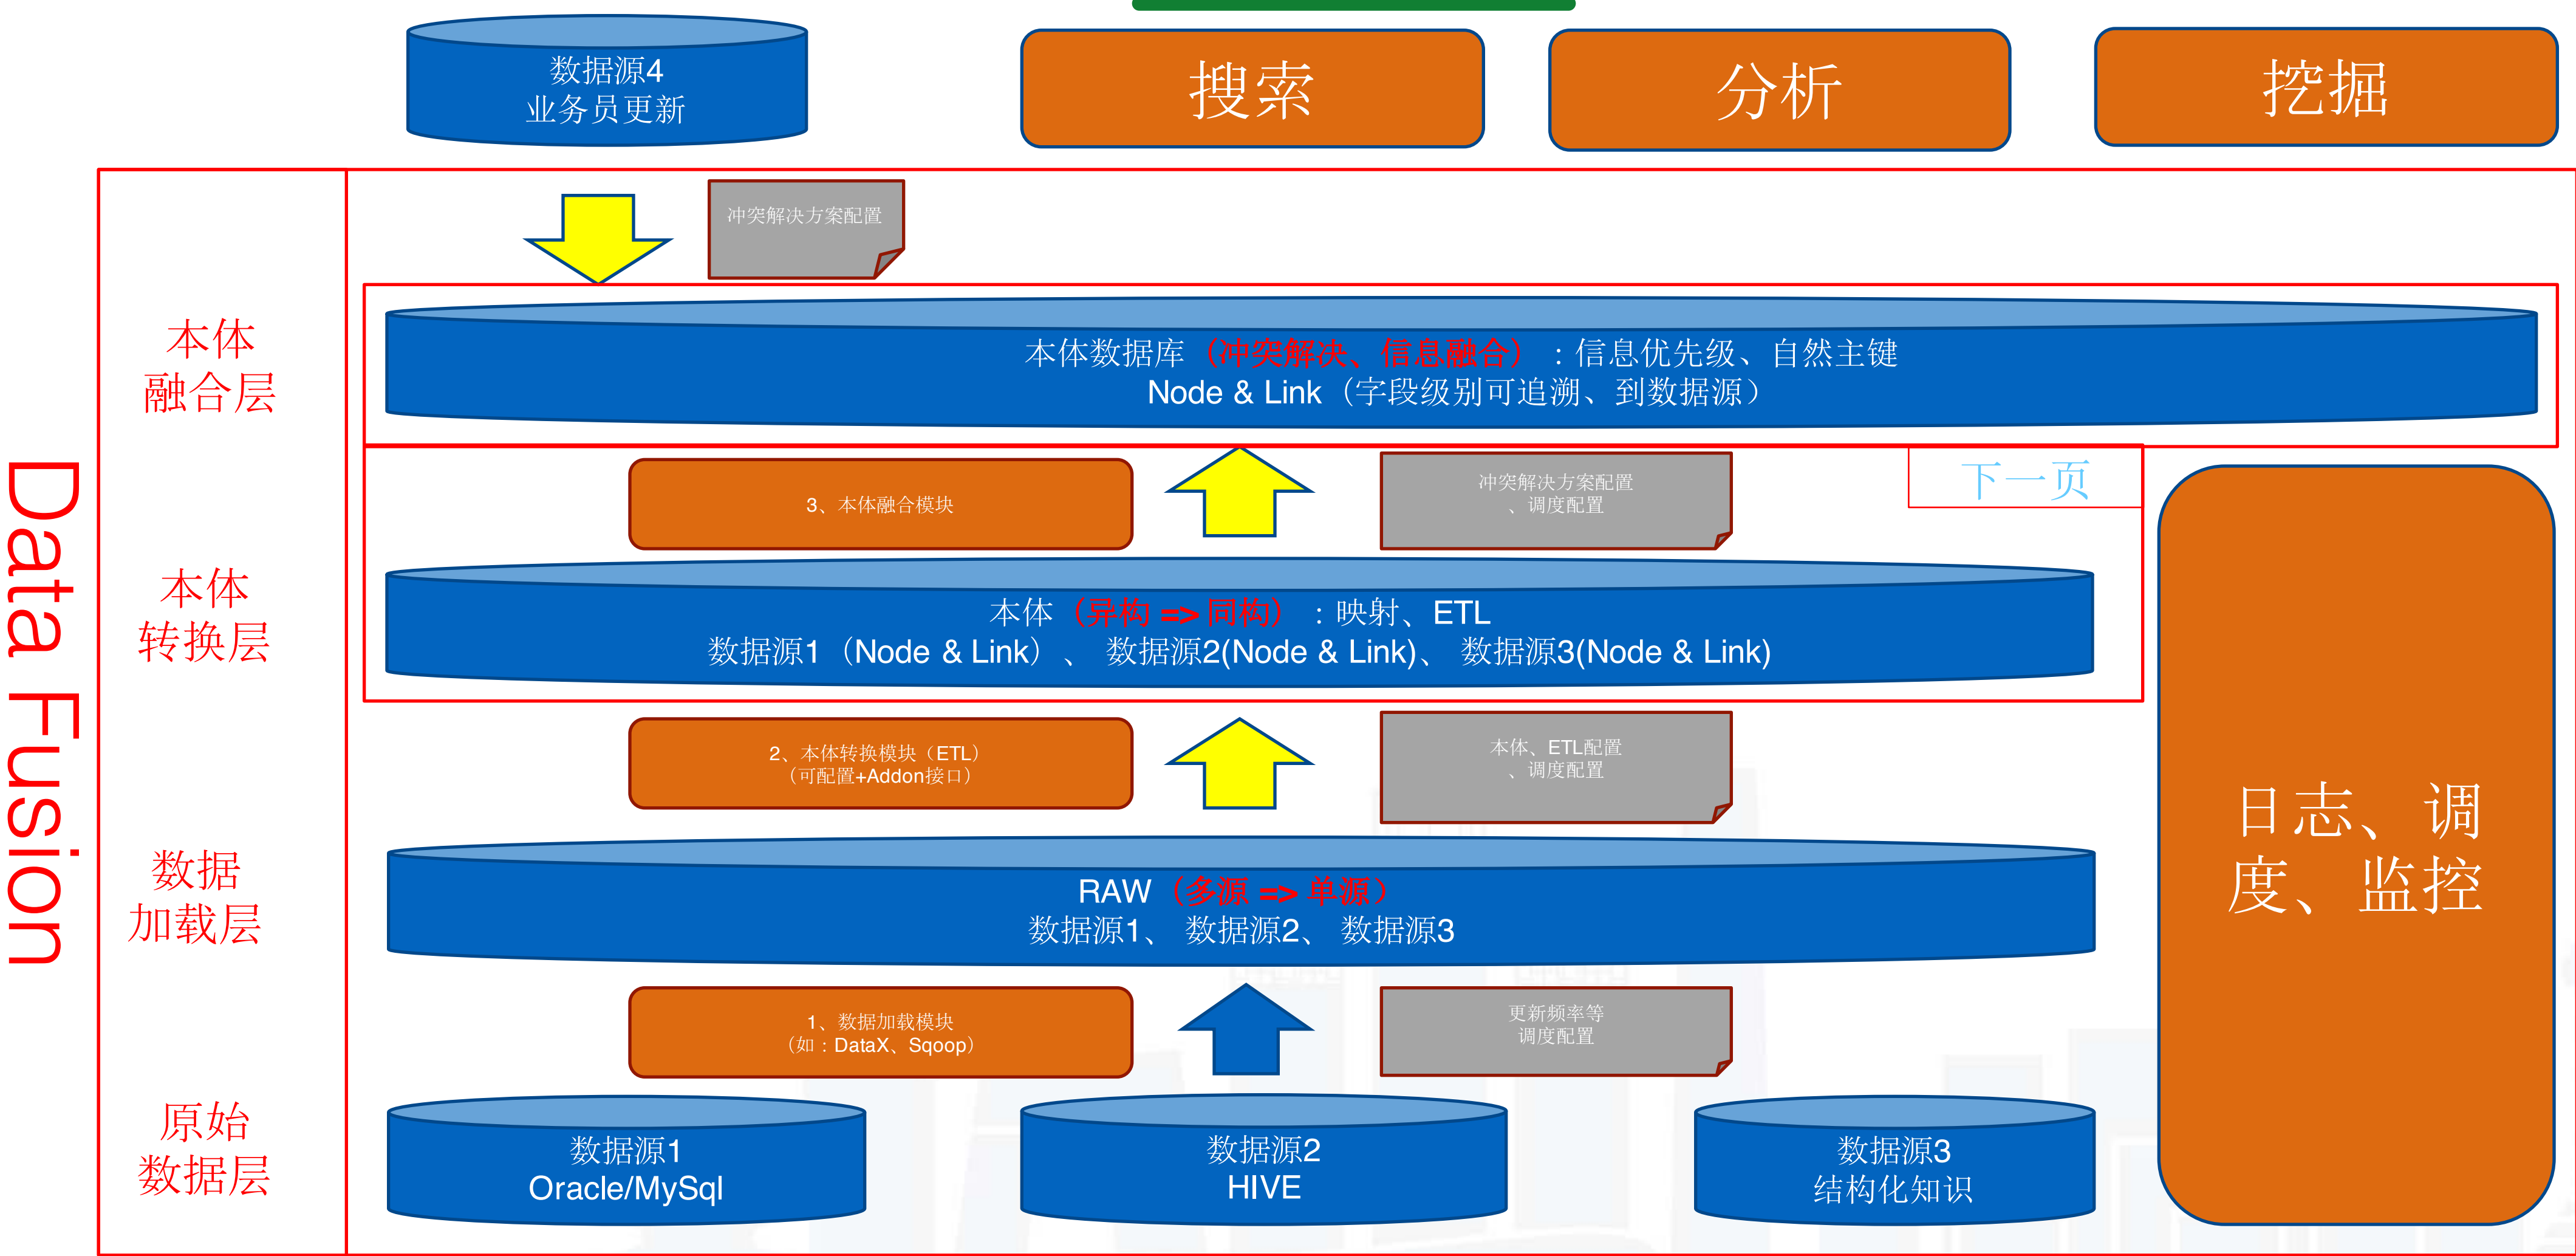 数据源4
业务员更新
搜索
分析
挖掘
冲突解决方案配置
Data Fusion
本体
融合层
本体数据库（冲突解决、信息融合）：信息优先级、自然主键
Node & Link（字段级别可追溯、到数据源）
3、本体融合模块
冲突解决方案配置
、调度配置
下一页
本体
转换层
本体（异构 => 同构）：映射、ETL
数据源1（Node & Link）、 数据源2(Node & Link)、 数据源3(Node & Link)
2、本体转换模块（ETL）
（可配置+Addon接口）
本体、ETL配置
、调度配置
日志、调
度、监控
数据
加载层
RAW（多源 => 单源）
数据源1、 数据源2、 数据源3
1、数据加载模块
（如：DataX、Sqoop）
更新频率等
调度配置
原始
数据层
数据源1
Oracle/MySql
数据源2
HIVE
数据源3
结构化知识